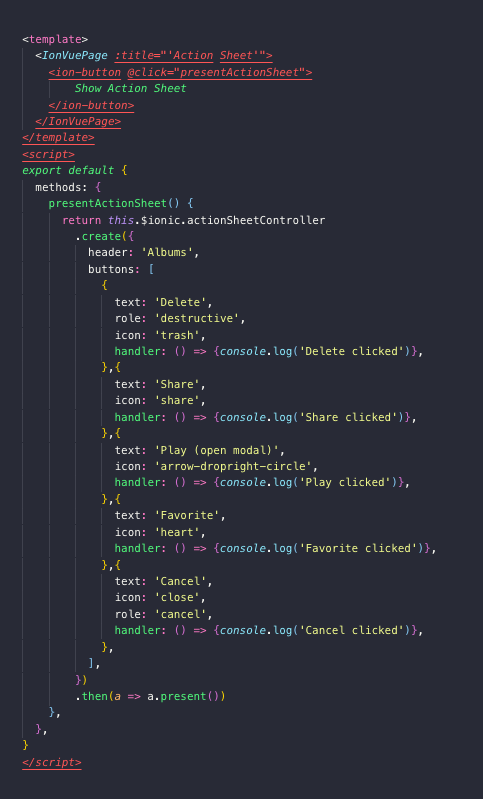 <template>
  <IonVuePage :title="'Action Sheet'">
    <ion-button @click="presentActionSheet">
        Show Action Sheet
    </ion-button>
  </IonVuePage>
</template>
<script>
export default {
  methods: {
    presentActionSheet() {
      return this.$ionic.actionSheetController
        .create({
          header: 'Albums',
          buttons: [
            {
              text: 'Delete',
              role: 'destructive',
              icon: 'trash',
              handler: () => {console.log('Delete clicked')},
            },{
              text: 'Share',
              icon: 'share',
              handler: () => {console.log('Share clicked')},
            },{
              text: 'Play (open modal)',
              icon: 'arrow-dropright-circle',
              handler: () => {console.log('Play clicked')},
            },{
              text: 'Favorite',
              icon: 'heart',
              handler: () => {console.log('Favorite clicked')},
            },{
              text: 'Cancel',
              icon: 'close',
              role: 'cancel',
              handler: () => {console.log('Cancel clicked')},
            },
          ],
        })
        .then(a => a.present())
    },
  },
}
</script>